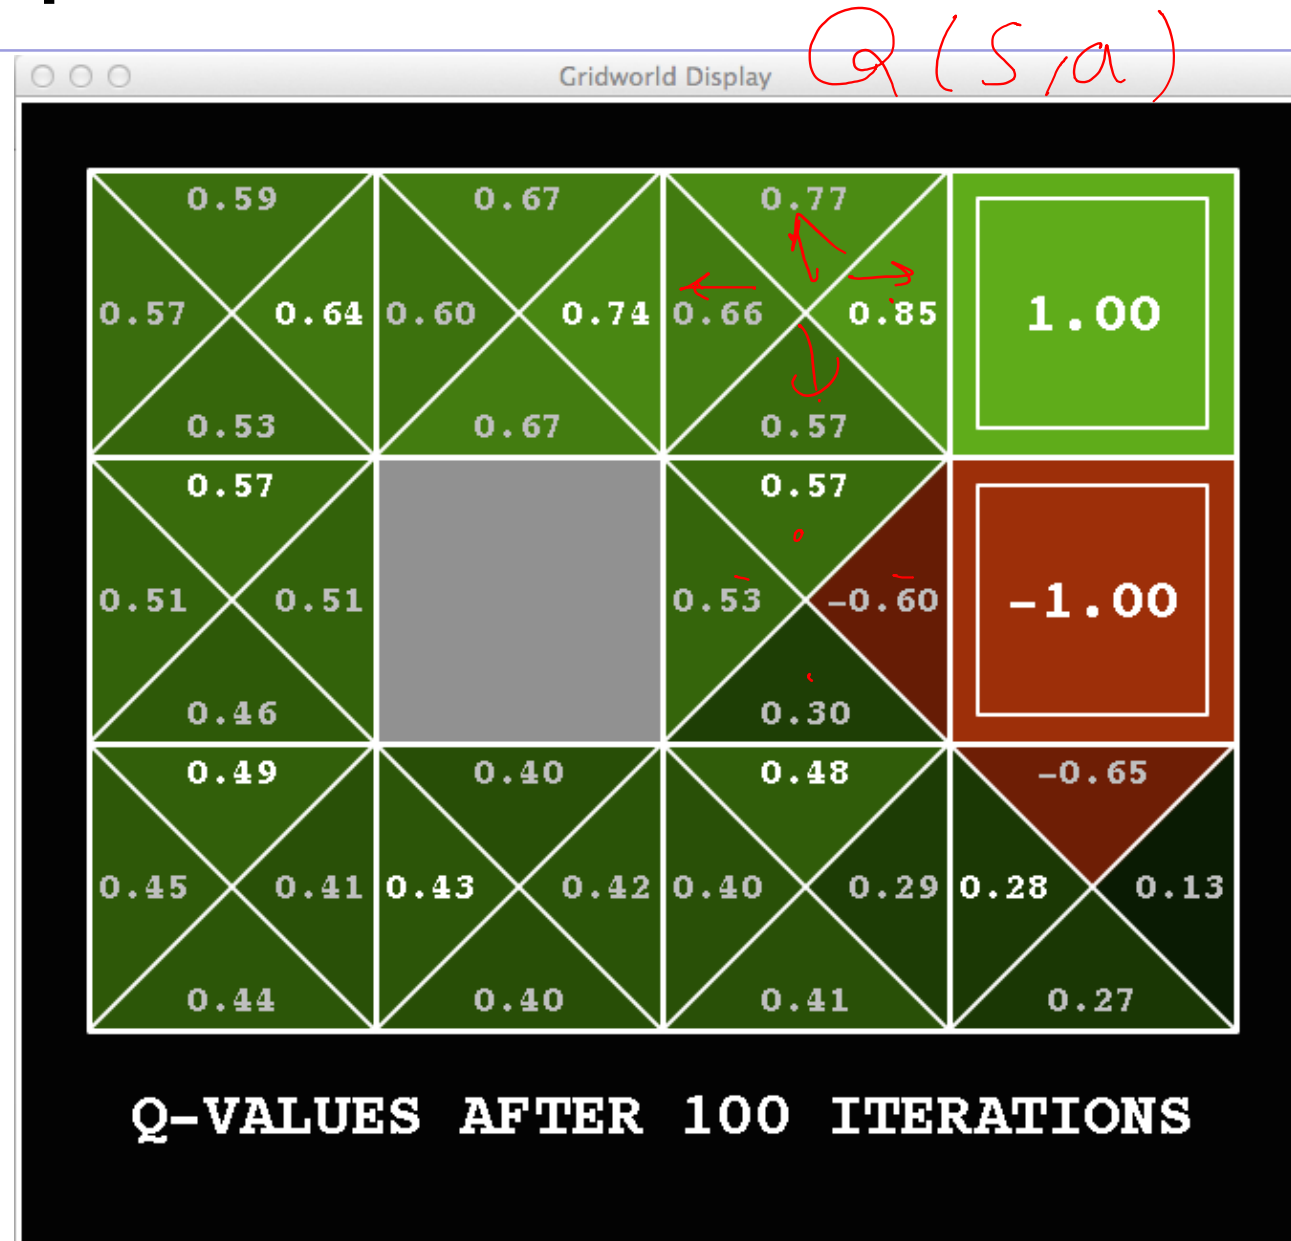 Q(s,a)
Gridworld Display
0.59 0.67 0.77
0.57 0.64 0.60 0.74 0.66 0.85 1.00
0.53 0.67 0.57
0.57 0.57
0.51 0.51 0.53 -0.60 -1.00
0.46 0.30
0.49 0.40 0.48 -0.65
0.45 0.41 0.43 0.42 0.40 0.29 0.28 0.13
0.44 0.40 0.41 0.27
Q-VALUES AFTER 100 ITERATIONS